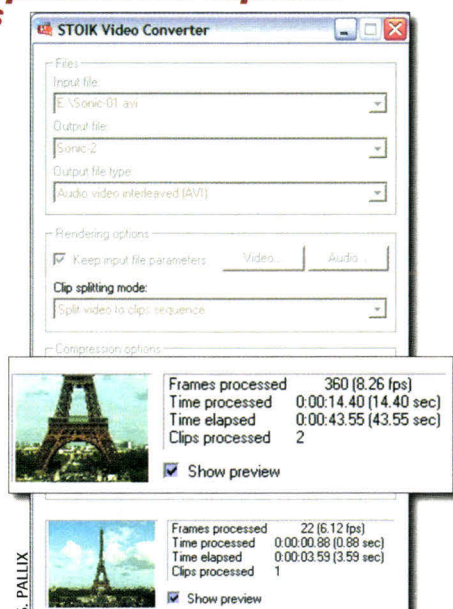 s
STOIK Video Converter
Files
Input file:
E:\Sonic-01.avi
Output file:
Sonic-2
Output file type:
Audio video interleaved (AVI)
Rendering options
Keep input file parameters Video... Audio...
Clip splitting mode:
Split video to clips sequence
Compression options
Frames processed 360 (8.26 fps)
Time processed 0:00:14.40 (14.40 sec)
Time elapsed 0:00:43.55 (43.55 sec)
Clips processed 2
Show preview
Frames processed 22 (6.12 fps)
Time processed 0:00:00.88 (0.88 sec)
Time elapsed 0:00:03.59 (3.59 sec)
Clips processed 1
Show preview
S. PALLIX